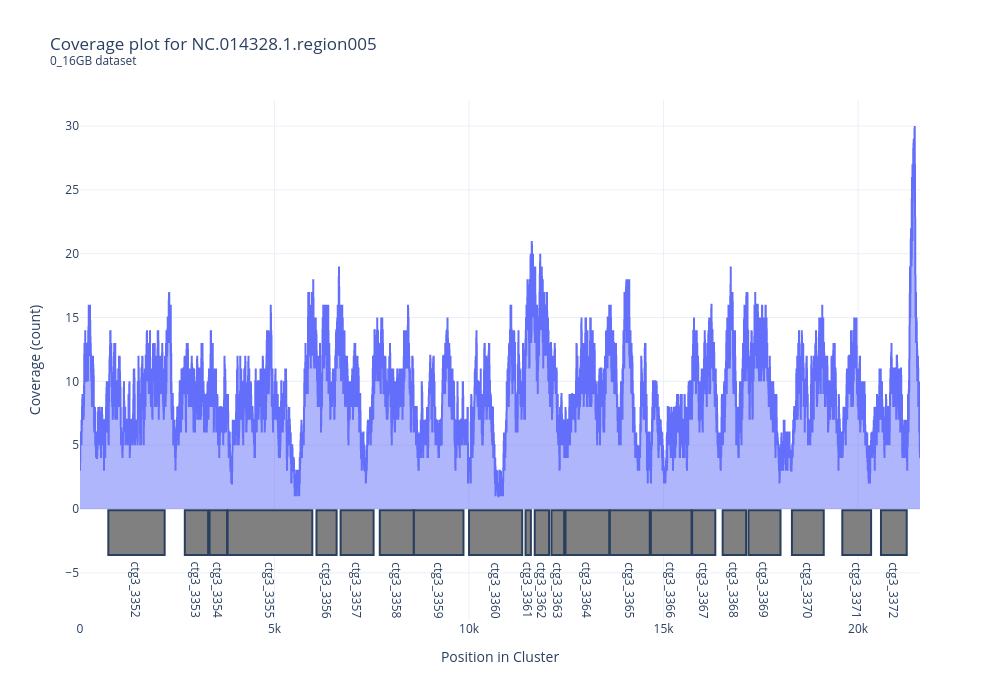 Coverage plot for NC.014328.1.region005
0_16GB dataset
30
25
20
15
10
5
0
−5
Coverage (count)
ctg3_3352
ctg3_3353
ctg3_3354
ctg3_3355
ctg3_3356
ctg3_3357
ctg3_3358
ctg3_3359
ctg3_3360
ctg3_3361
ctg3_3362
ctg3_3363
ctg3_3364
ctg3_3365
ctg3_3366
ctg3_3367
ctg3_3368
ctg3_3369
ctg3_3370
ctg3_3371
ctg3_3372
0 5k 10k 15k 20k
Position in Cluster